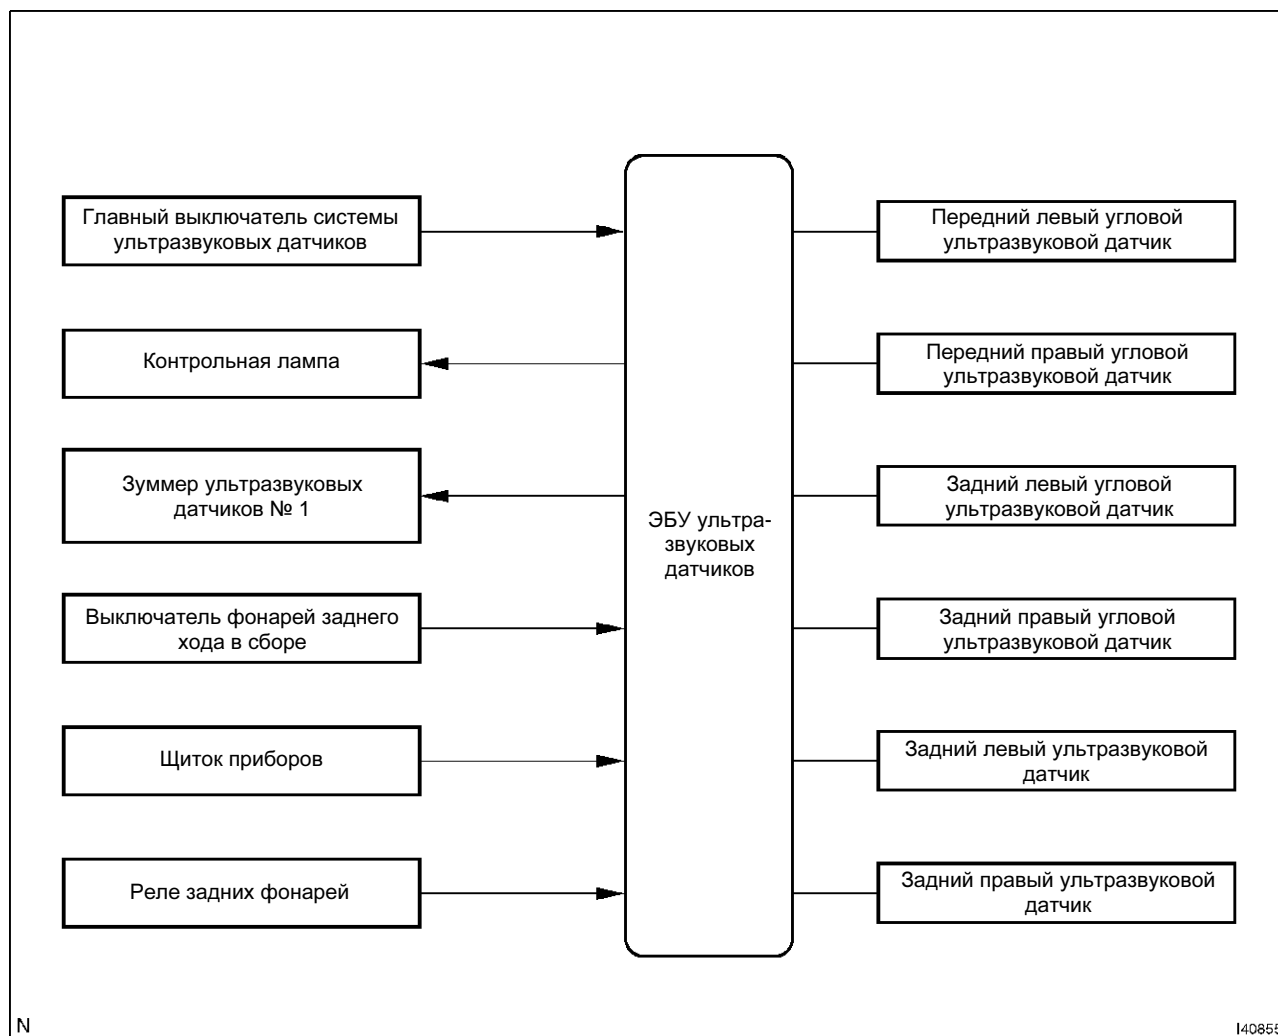 Главный выключатель системы
ультразвуковых датчиков
Контрольная лампа
Зуммер ультразвуковых
датчиков № 1
Выключатель фонарей заднего
хода в сборе
Щиток приборов
Реле задних фонарей
ЭБУ ультра-
звуковых
датчиков
Передний левый угловой
ультразвуковой датчик
Передний правый угловой
ультразвуковой датчик
Задний левый угловой
ультразвуковой датчик
Задний правый угловой
ультразвуковой датчик
Задний левый ультразвуковой
датчик
Задний правый ультразвуковой
датчик
N
I40855